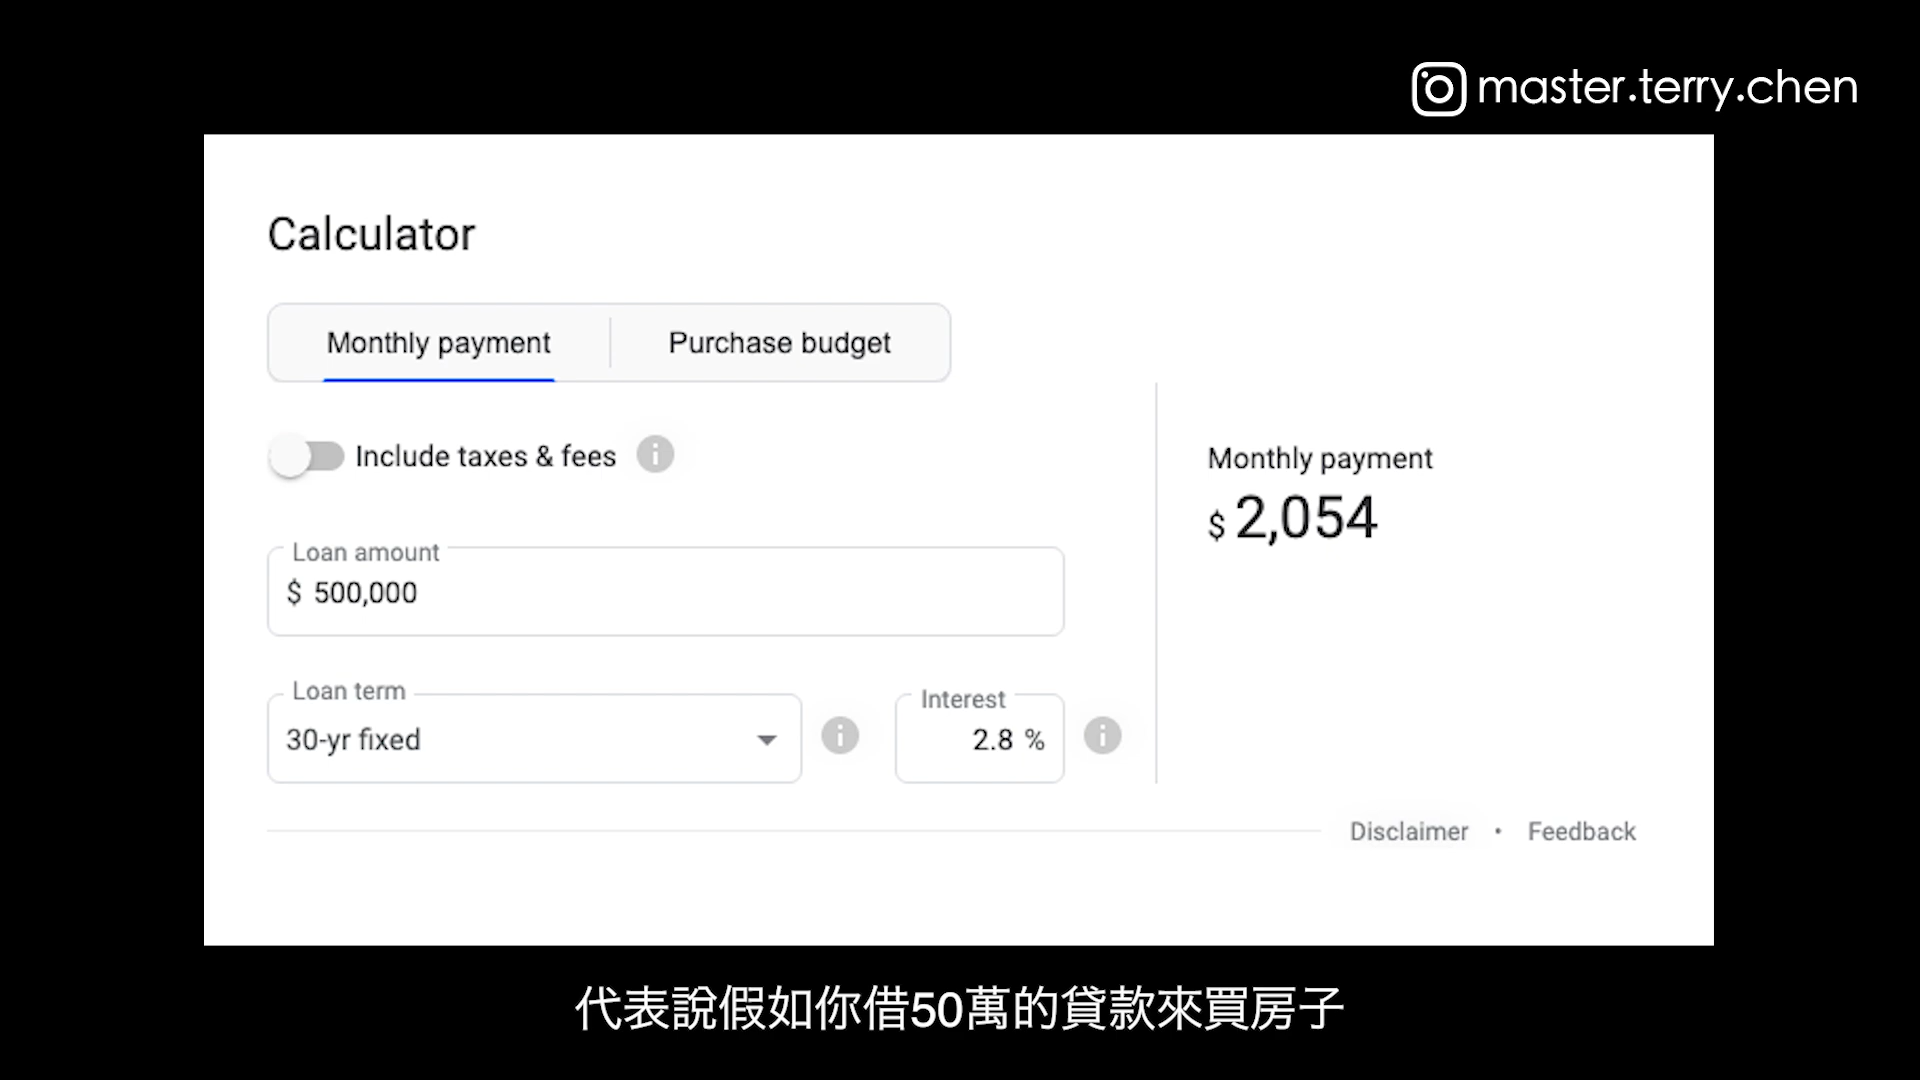 master.terry.chen
Calculator
Monthly payment
Purchase budget
Include taxes & fees
Monthly payment
$ 2,054
Loan amount
$ 500,000
Loan term
30-yr fixed
Interest
2.8 %
Disclaimer • Feedback
代表說假如你借50萬的貸款來買房子